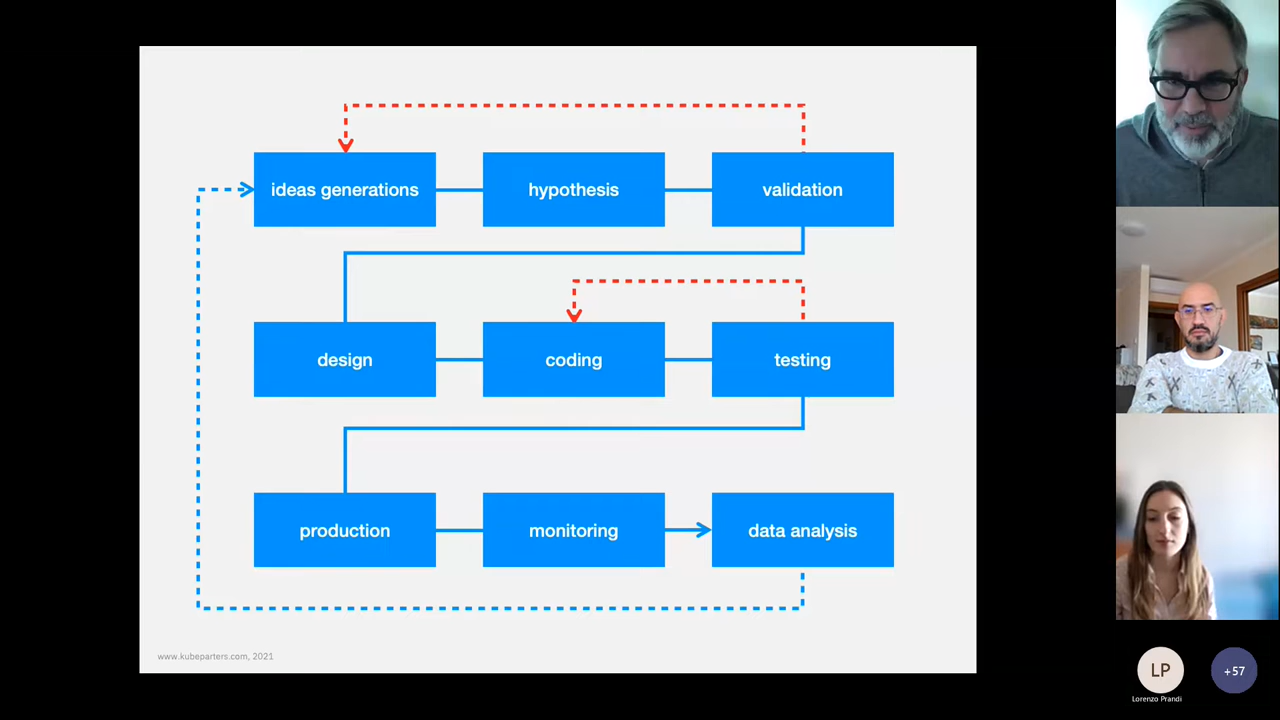 ideas generations
hypothesis
validation
design
coding
testing
production
monitoring
data analysis
www.kubeparters.com, 2021
LP
+57
Lorenzo Prandi